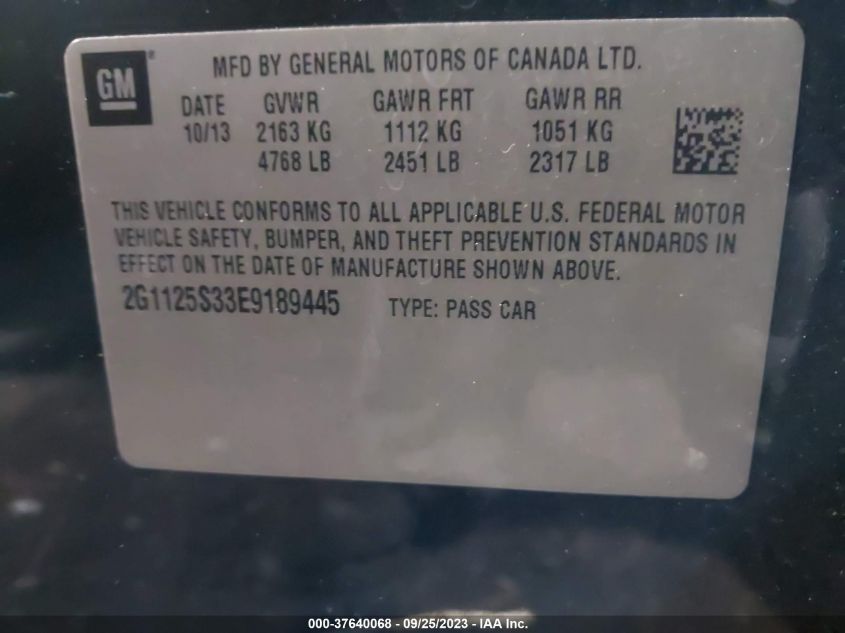 GM
MFD BY GENERAL MOTORS OF CANADA LTD.
DATE GVWR GAWR FRT GAWR RR
10/13 2163 KG 1112 KG 1051 KG
4768 LB 2451 LB 2317 LB
THIS VEHICLE CONFORMS TO ALL APPLICABLE U.S. FEDERAL MOTOR
VEHICLE SAFETY, BUMPER, AND THEFT PREVENTION STANDARDS IN
EFFECT ON THE DATE OF MANUFACTURE SHOWN ABOVE.
2G1125S33E9189445 TYPE: PASS CAR
000-37640068 - 09/25/2023 - IAA Inc.